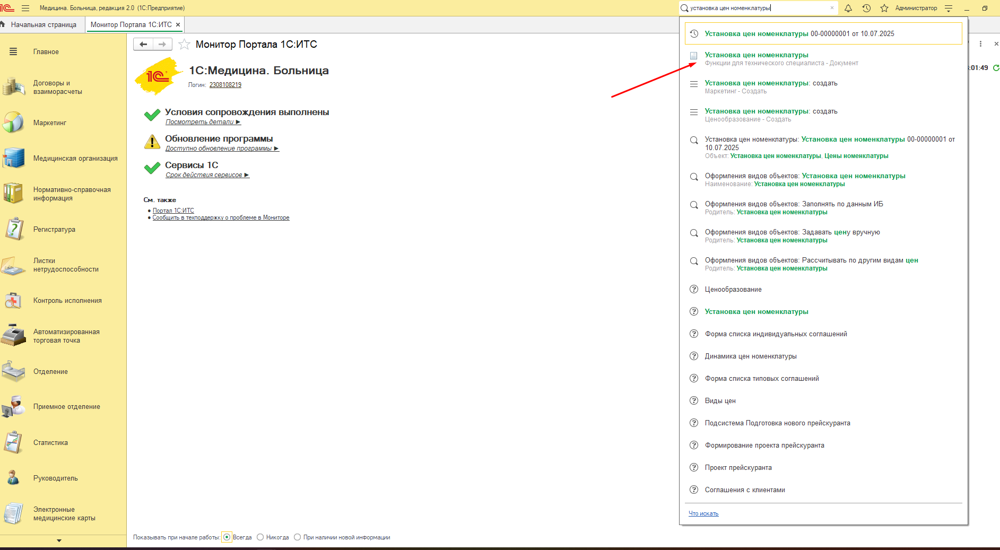 Медицина. Больница, редакция 2.0 (1С:Предприятие)
установка цен номенклатуры
Администратор
Начальная страница
Монитор Портала 1С:ИТС
Главное
Договоры и
взаиморасчеты
Маркетинг
Медицинская организация
Нормативно-справочная
информация
Регистратура
Листки
нетрудоспособности
Контроль исполнения
Автоматизированная
торговая точка
Отделение
Приемное отделение
Статистика
Руководитель
Электронные
медицинские карты
Монитор Портала 1С:ИТС
:01:49
1С
1С:Медицина. Больница
Логин: 2308108219
Условия сопровождения выполнены
Посмотреть детали ►
Обновление программы
Доступно обновление программы ►
Сервисы 1С
Срок действия сервисов ►
См. также
• Портал 1С:ИТС
• Сообщить в техподдержку о проблеме в Мониторе
Показывать при начале работы: Всегда Никогда При наличии новой информации
Установка цен номенклатуры 00-00000001 от 10.07.2025
Установка цен номенклатуры
Функции для технического специалиста - Документ
Установка цен номенклатуры: создать
Маркетинг - Создать
Установка цен номенклатуры: создать
Ценообразование - Создать
Установка цен номенклатуры: Установка цен номенклатуры 00-00000001 от
10.07.2025
Объект: Установка цен номенклатуры, Цены номенклатуры
Оформления видов объектов: Установка цен номенклатуры
Наименование: Установка цен номенклатуры
Оформления видов объектов: Заполнять по данным ИБ
Родитель: Установка цен номенклатуры
Оформления видов объектов: Задавать цену вручную
Родитель: Установка цен номенклатуры
Оформления видов объектов: Рассчитывать по другим видам цен
Родитель: Установка цен номенклатуры
Ценообразование
Установка цен номенклатуры
Форма списка индивидуальных соглашений
Динамика цен номенклатуры
Форма списка типовых соглашений
Виды цен
Подсистема Подготовка нового прейскуранта
Формирование проекта прейскуранта
Проект прейскуранта
Соглашения с клиентами
Что искать